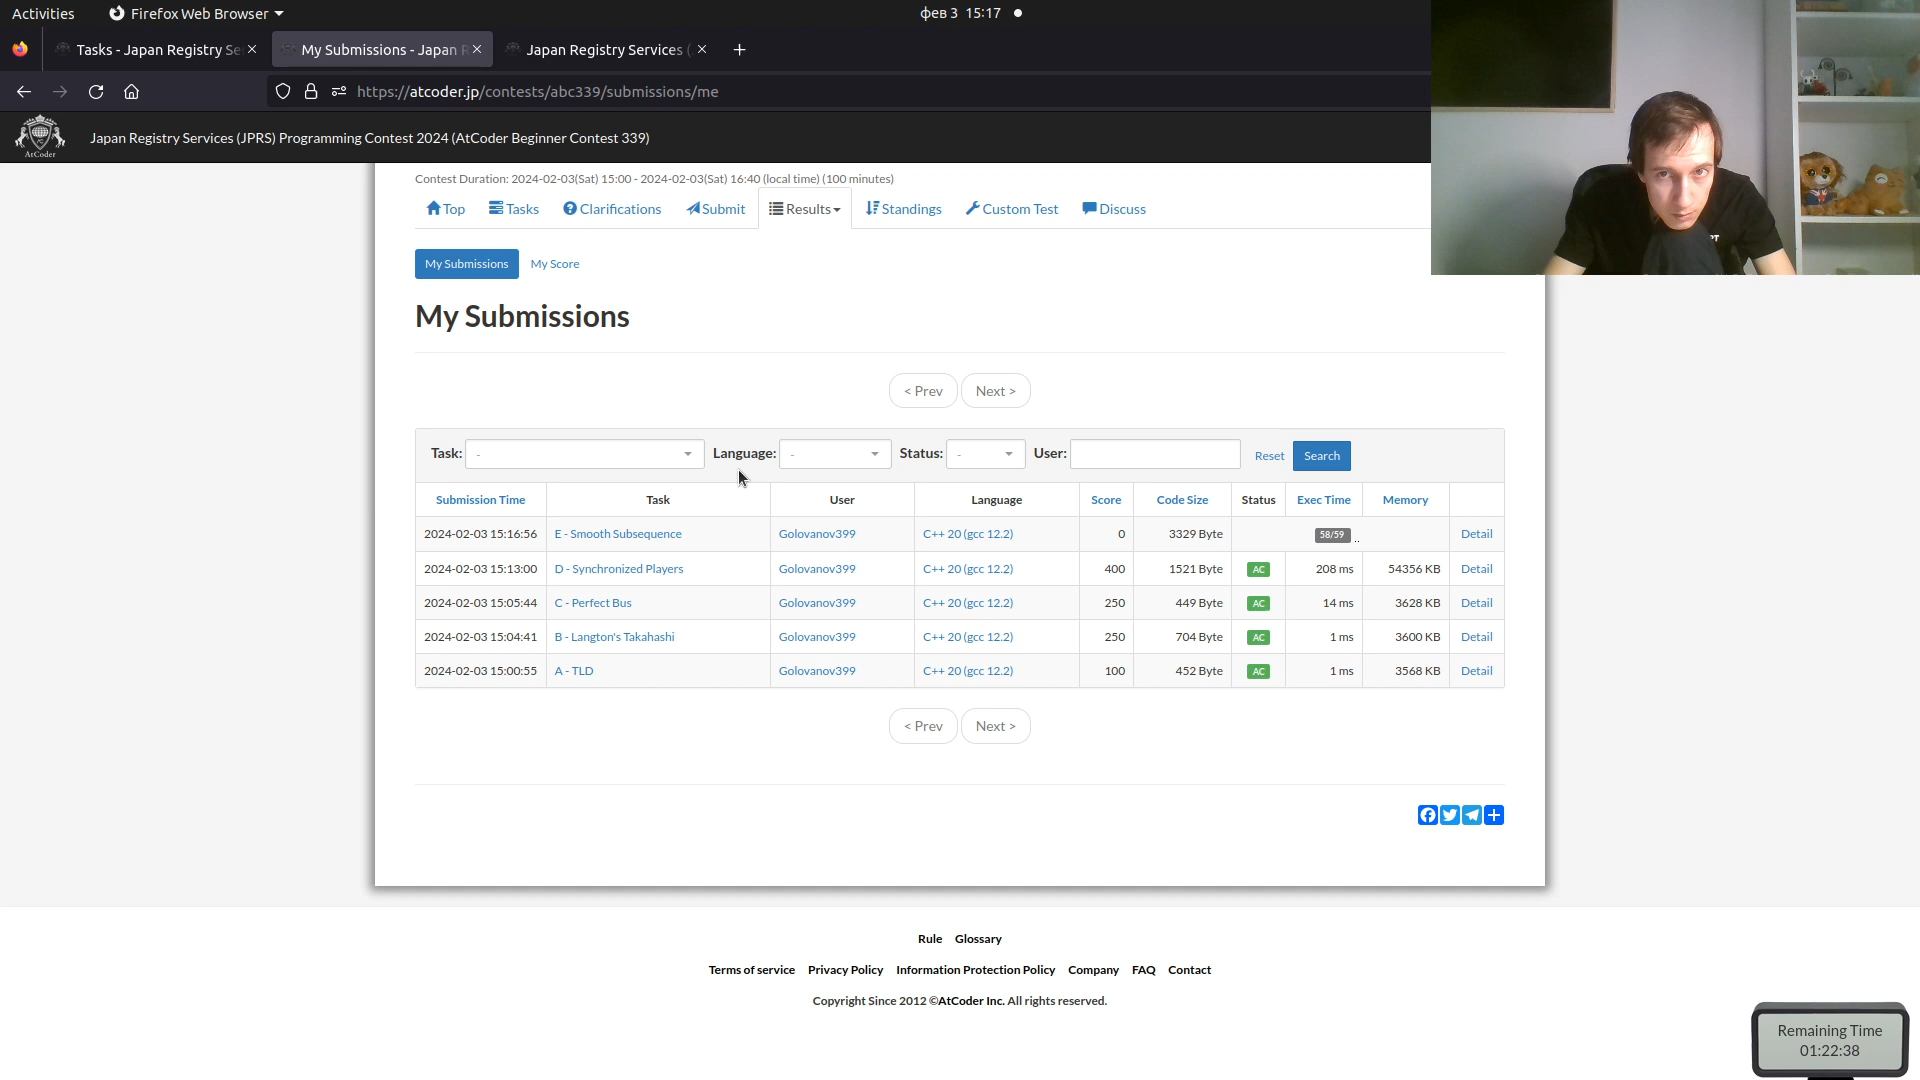 Activities
Firefox Web Browser
фев 3 15:17
Tasks - Japan Registry Se
My Submissions - Japan R
Japan Registry Services (
https://atcoder.jp/contests/abc339/submissions/me
AtCoder
Japan Registry Services (JPRS) Programming Contest 2024 (AtCoder Beginner Contest 339)
Contest Duration: 2024-02-03(Sat) 15:00 - 2024-02-03(Sat) 16:40 (local time) (100 minutes)
Top Tasks Clarifications Submit Results Standings Custom Test Discuss
My Submissions My Score
My Submissions
< Prev Next >
Task: - Language: - Status: - User: Reset Search
Submission Time Task User Language Score Code Size Status Exec Time Memory
2024-02-03 15:16:56 E - Smooth Subsequence Golovanov399 C++ 20 (gcc 12.2) 0 3329 Byte 58/59 .. Detail
2024-02-03 15:13:00 D - Synchronized Players Golovanov399 C++ 20 (gcc 12.2) 400 1521 Byte AC 208 ms 54356 KB Detail
2024-02-03 15:05:44 C - Perfect Bus Golovanov399 C++ 20 (gcc 12.2) 250 449 Byte AC 14 ms 3628 KB Detail
2024-02-03 15:04:41 B - Langton's Takahashi Golovanov399 C++ 20 (gcc 12.2) 250 704 Byte AC 1 ms 3600 KB Detail
2024-02-03 15:00:55 A - TLD Golovanov399 C++ 20 (gcc 12.2) 100 452 Byte AC 1 ms 3568 KB Detail
< Prev Next >
Rule Glossary
Terms of service Privacy Policy Information Protection Policy Company FAQ Contact
Copyright Since 2012 ©AtCoder Inc. All rights reserved.
Remaining Time
01:22:38